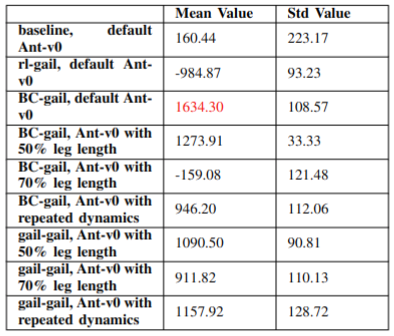 Mean Value Std Value
baseline, default
Ant-v0 160.44 223.17
rl-gail, default Ant-
v0 -984.87 93.23
BC-gail, default Ant-
v0 1634.30 108.57
BC-gail, Ant-v0 with
50% leg length 1273.91 33.33
BC-gail, Ant-v0 with
70% leg length -159.08 121.48
BC-gail, Ant-v0 with
repeated dynamics 946.20 112.06
gail-gail, Ant-v0 with
50% leg length 1090.50 90.81
gail-gail, Ant-v0 with
70% leg length 911.82 110.13
gail-gail, Ant-v0 with
repeated dynamics 1157.92 128.72